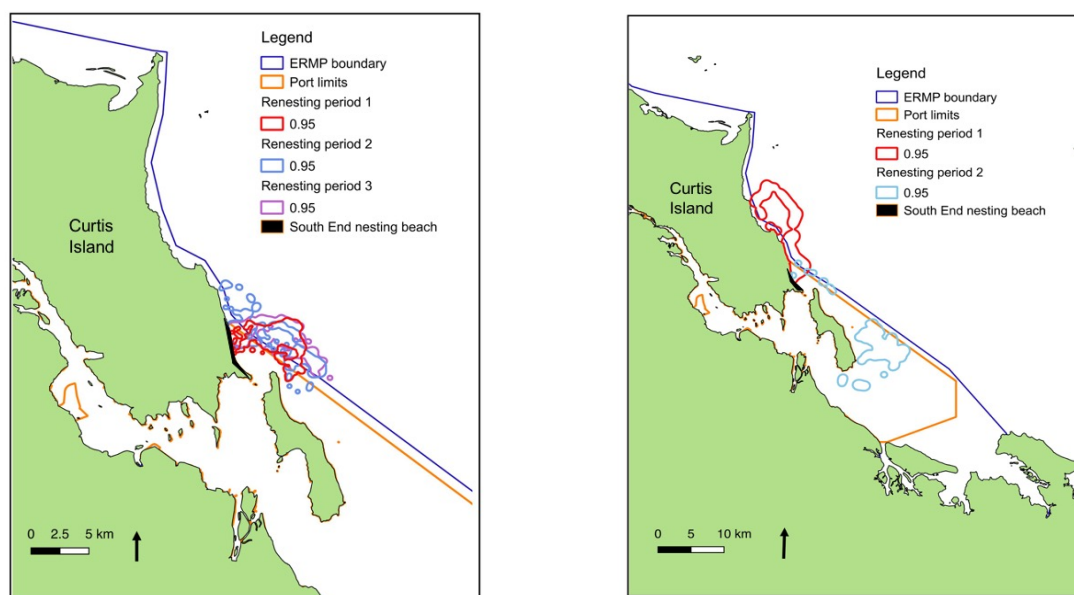 Legend
ERMP boundary
Port limits
Renesting period 1
0.95
Renesting period 2
0.95
Renesting period 3
0.95
South End nesting beach
Curtis
Island
0 2.5 5 km
Legend
ERMP boundary
Port limits
Renesting period 1
0.95
Renesting period 2
0.95
South End nesting beach
Curtis
Island
0 5 10 km